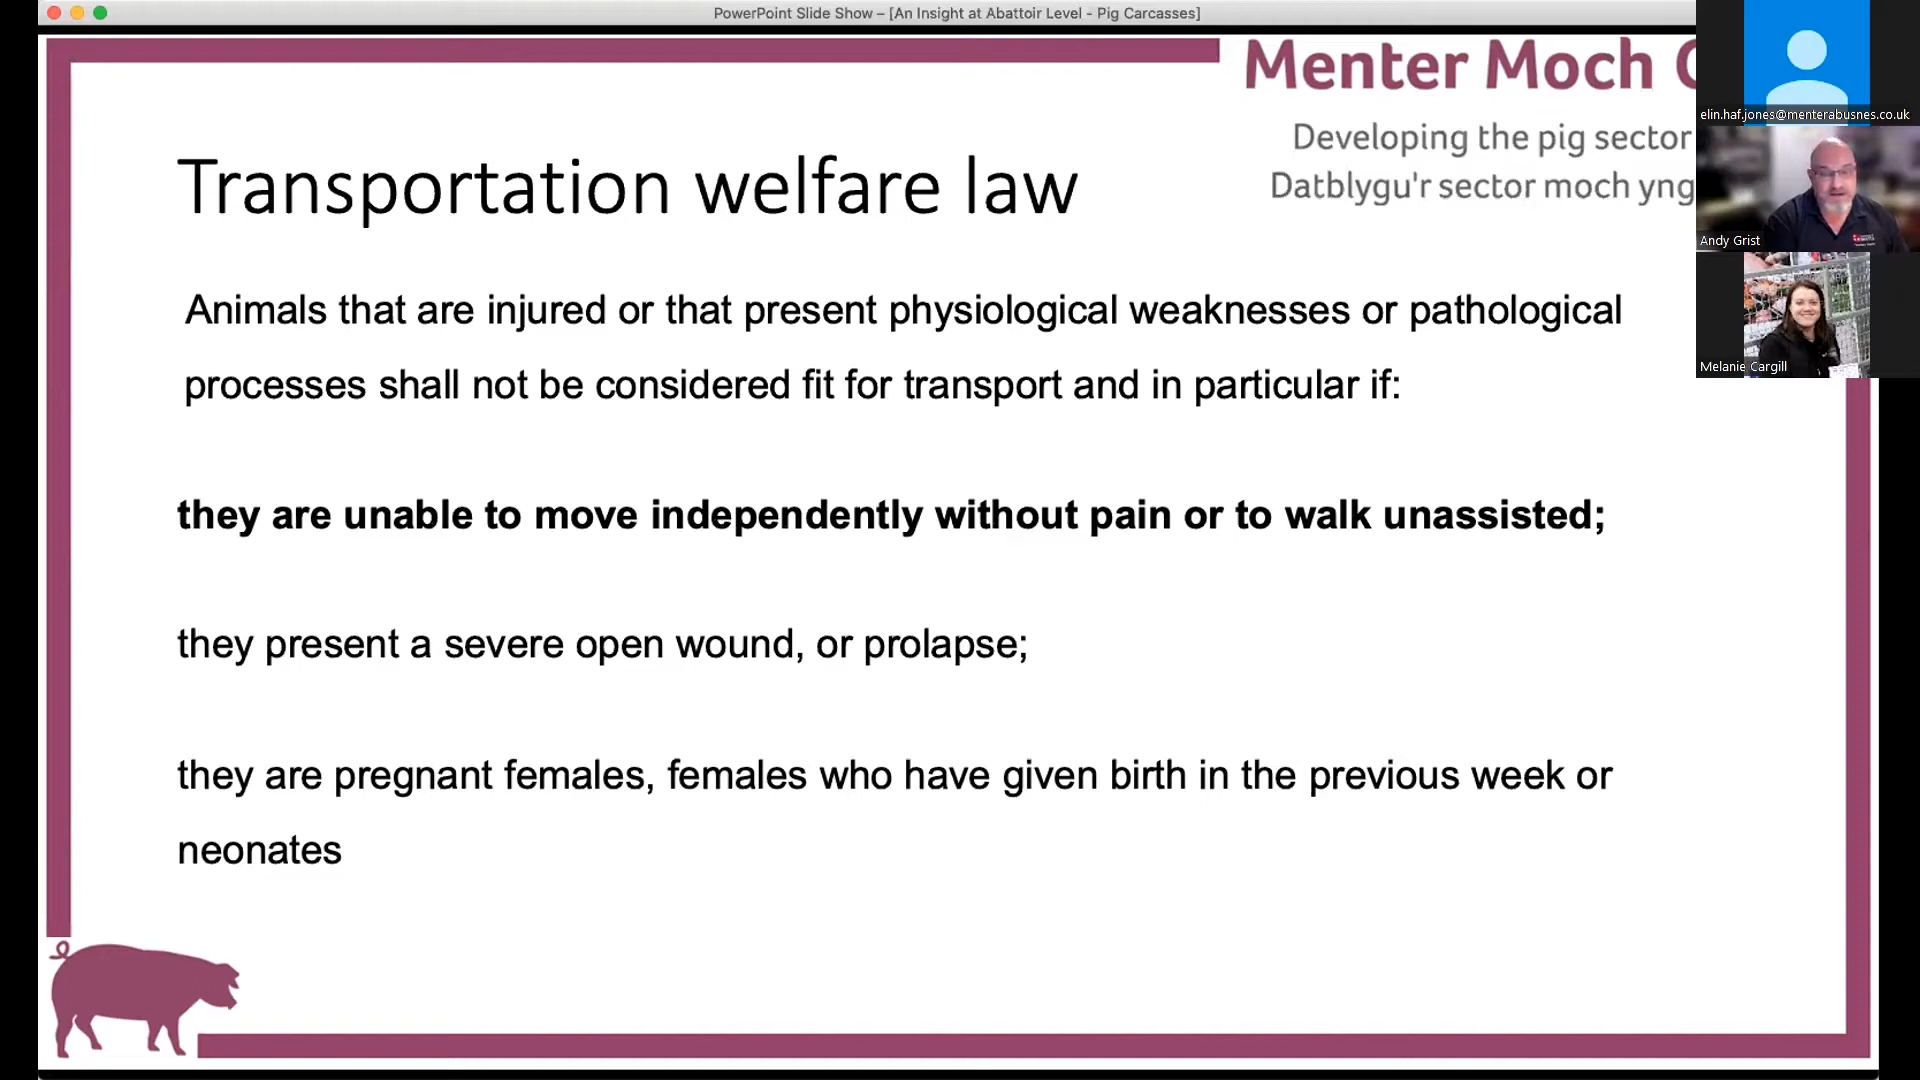 PowerPoint Slide Show – [An Insight at Abattoir Level - Pig Carcasses]
Menter Moch
Developing the pig sector
Datblygu'r sector moch yng
elin.haf.jones@menterabusnes.co.uk
Andy Grist
Melanie Cargill
Transportation welfare law
Animals that are injured or that present physiological weaknesses or pathological
processes shall not be considered fit for transport and in particular if:
they are unable to move independently without pain or to walk unassisted;
they present a severe open wound, or prolapse;
they are pregnant females, females who have given birth in the previous week or
neonates